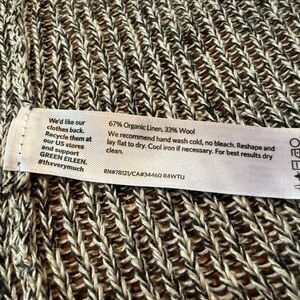 We'd like our
clothes back.
Recycle them at
our US stores
and support
GREEN EILEEN.
#thxverymuch
67% Organic Linen, 33% Wool
We recommend hand wash cold, no bleach. Reshape and
lay flat to dry. Cool iron if necessary. For best results dry
clean.
RN#78121/CA#34460 R4WTU